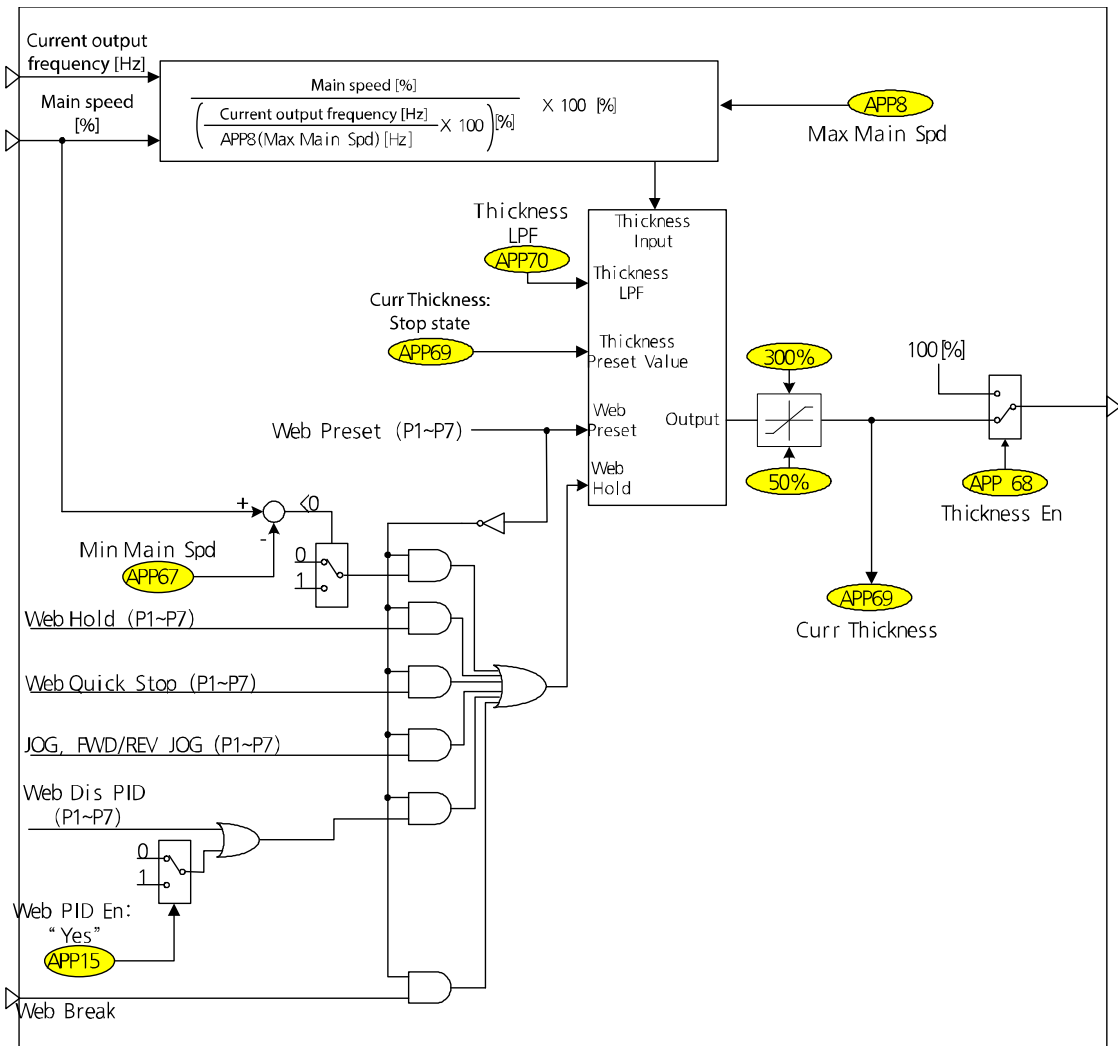 Current output
frequency [Hz]
Main speed
[%]
Main speed [%]
Current output frequency [Hz]
APP8(Max Main Spd) [Hz]
X 100
[%]
X 100 [%]
APP8
Max Main Spd
Thickness
Input
Thickness
LPF
APP70
Thickness
LPF
Curr Thickness:
Stop state
APP69
Thickness
Preset Value
300%
100[%]
Web Preset (P1~P7)
Web
Preset
Output
Web
Hold
50%
APP 68
Thickness En
+
<0
-
Min Main Spd
APP67
0
1
APP69
Curr Thickness
Web Hold (P1~P7)
Web Quick Stop (P1~P7)
JOG, FWD/REV JOG (P1~P7)
Web Dis PID
(P1~P7)
0
1
Web PID En:
“Yes”
APP15
Web Break